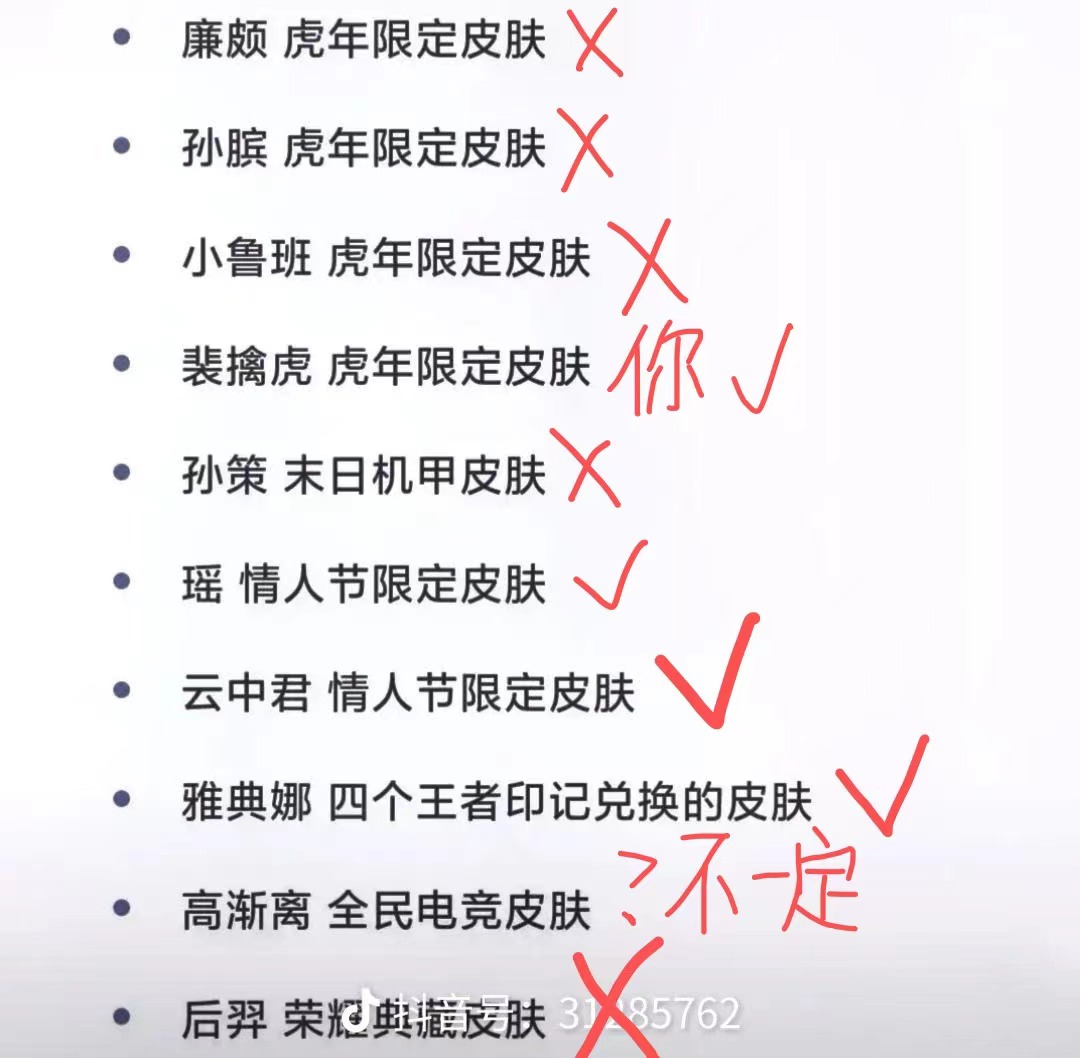 廉颇 虎年限定皮肤
孙膑 虎年限定皮肤
小鲁班 虎年限定皮肤
裴擒虎 虎年限定皮肤 你
孙策 末日机甲皮肤
瑶 情人节限定皮肤
云中君 情人节限定皮肤
雅典娜 四个王者印记兑换的皮肤
高渐离 全民电竞皮肤 ?不一定
后羿 荣耀典藏皮肤
抖音号：31285762